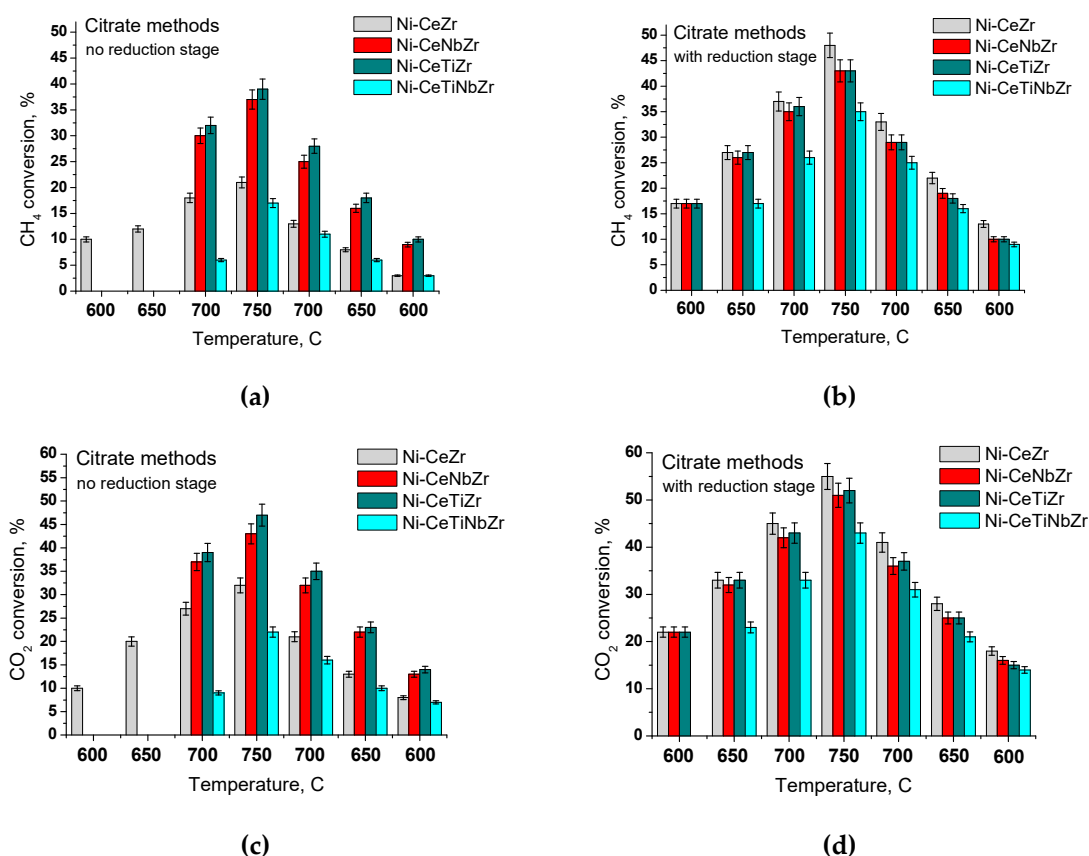 Citrate methods
no reduction stage
Ni-CeZr
Ni-CeNbZr
Ni-CeTiZr
Ni-CeTiNbZr
CH4 conversion, %
50
45
40
35
30
25
20
15
10
5
0
600 650 700 750 700 650 600
Temperature, C
(a)
Citrate methods
with reduction stage
Ni-CeZr
Ni-CeNbZr
Ni-CeTiZr
Ni-CeTiNbZr
CH4 conversion, %
50
45
40
35
30
25
20
15
10
5
0
600 650 700 750 700 650 600
Temperature, C
(b)
Citrate methods
no reduction stage
Ni-CeZr
Ni-CeNbZr
Ni-CeTiZr
Ni-CeTiNbZr
CO2 conversion, %
60
55
50
45
40
35
30
25
20
15
10
5
0
600 650 700 750 700 650 600
Temperature, C
(c)
Citrate methods
with reduction stage
Ni-CeZr
Ni-CeNbZr
Ni-CeTiZr
Ni-CeTiNbZr
CO2 conversion, %
60
50
40
30
20
10
0
600 650 700 750 700 650 600
Temperature, C
(d)